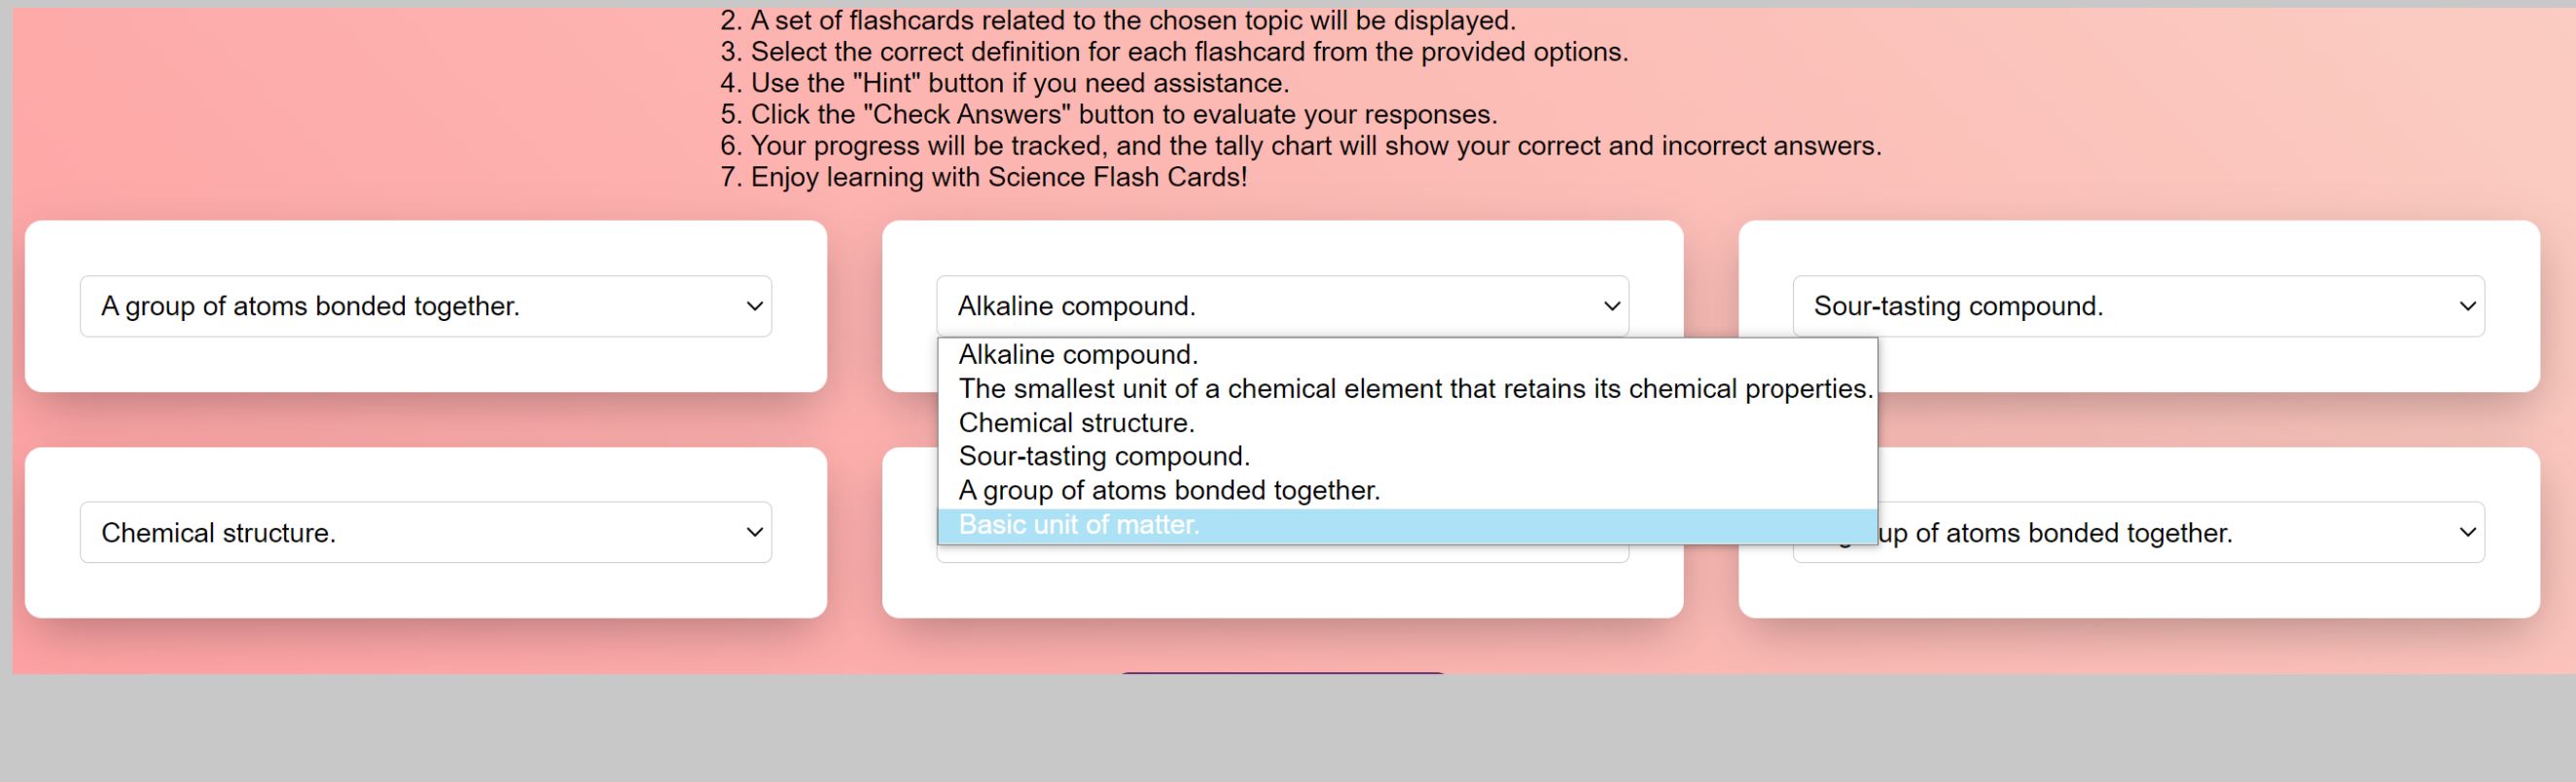 2. A set of flashcards related to the chosen topic will be displayed.
3. Select the correct definition for each flashcard from the provided options.
4. Use the "Hint" button if you need assistance.
5. Click the "Check Answers" button to evaluate your responses.
6. Your progress will be tracked, and the tally chart will show your correct and incorrect answers.
7. Enjoy learning with Science Flash Cards!
A group of atoms bonded together.
Alkaline compound.
Sour-tasting compound.
Alkaline compound.
The smallest unit of a chemical element that retains its chemical properties.
Chemical structure.
Sour-tasting compound.
A group of atoms bonded together.
Basic unit of matter.
Chemical structure.
of atoms bonded together.